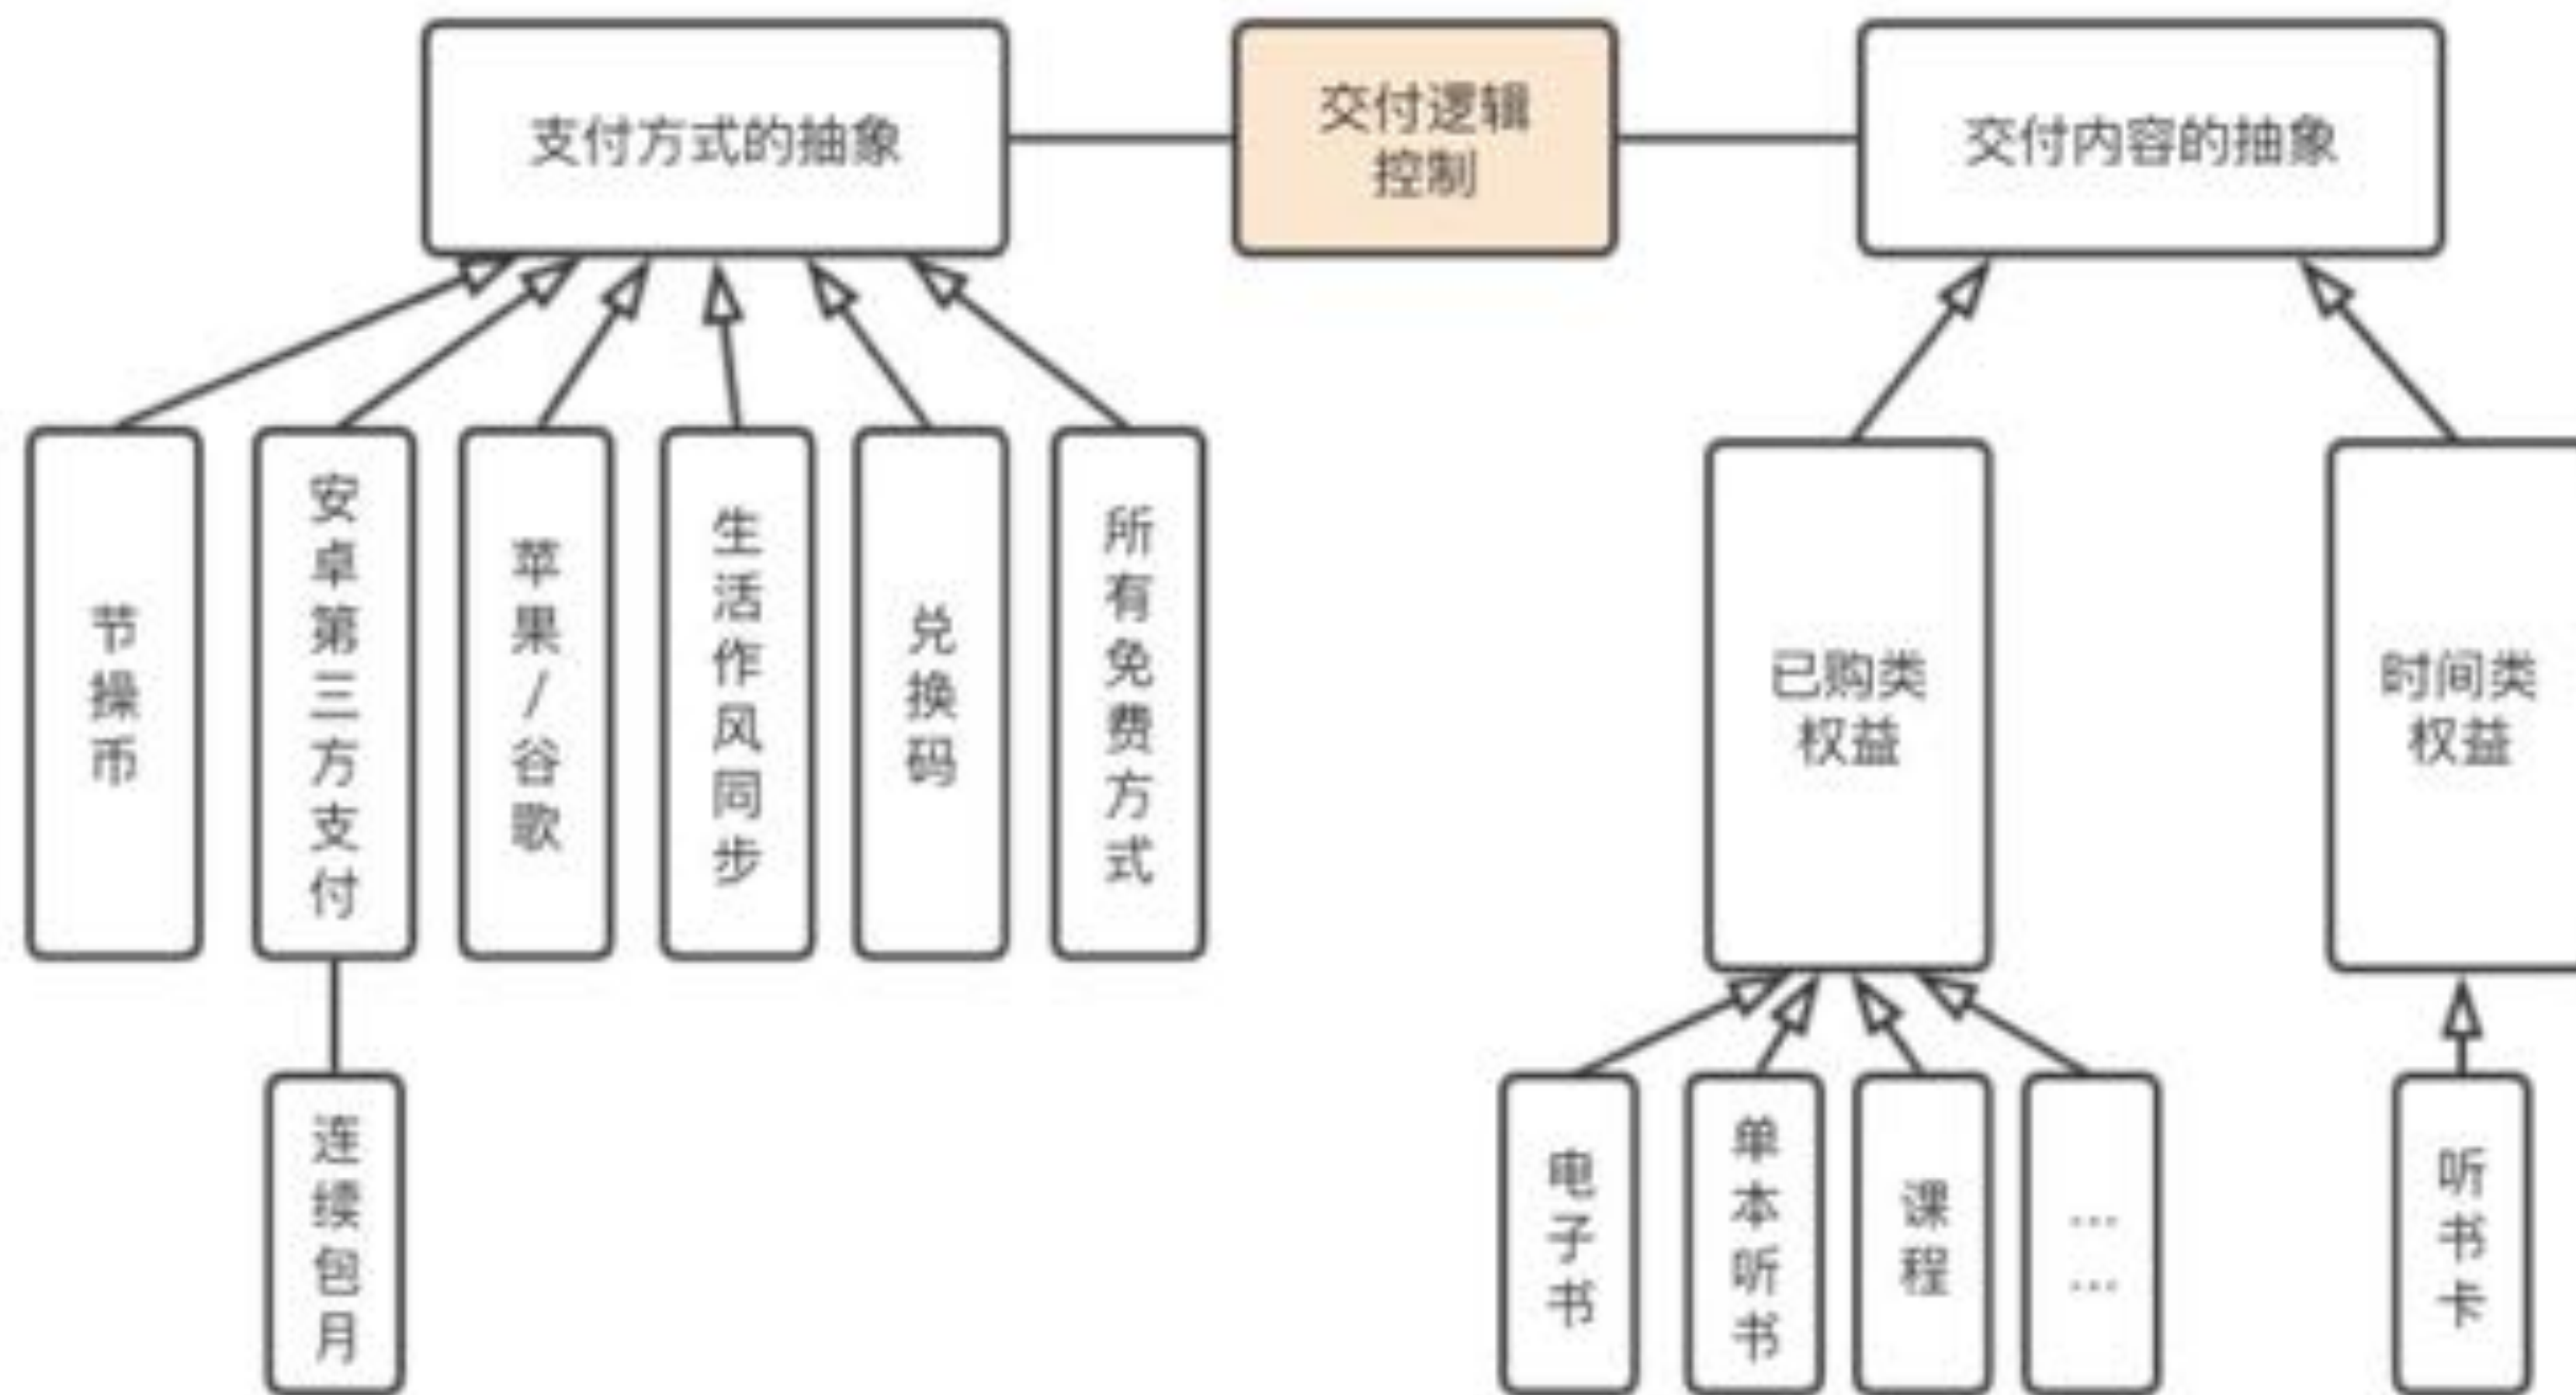 支付方式的抽象
交付逻辑
控制
交付内容的抽象
节操币
安卓第三方支付
苹果/谷歌
生活作风同步
兑换码
所有免费方式
已购类
权益
时间类
权益
连续包月
电子书
单本听书
课程
……
听书卡